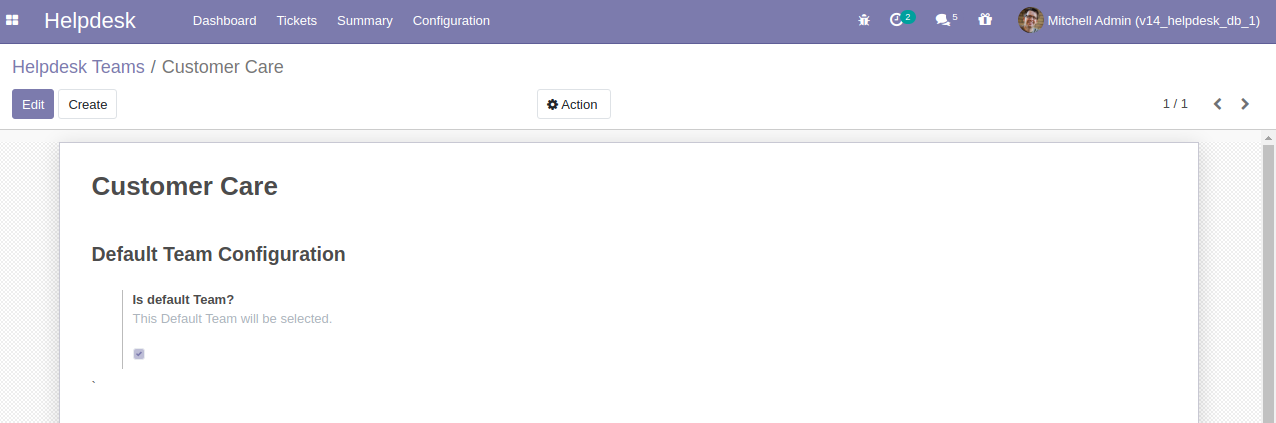 Helpdesk Dashboard Tickets Summary Configuration 2 5 Mitchell Admin (v14_helpdesk_db_1)
Helpdesk Teams / Customer Care
Edit Create Action 1 / 1
Customer Care
Default Team Configuration
Is default Team?
This Default Team will be selected.
`